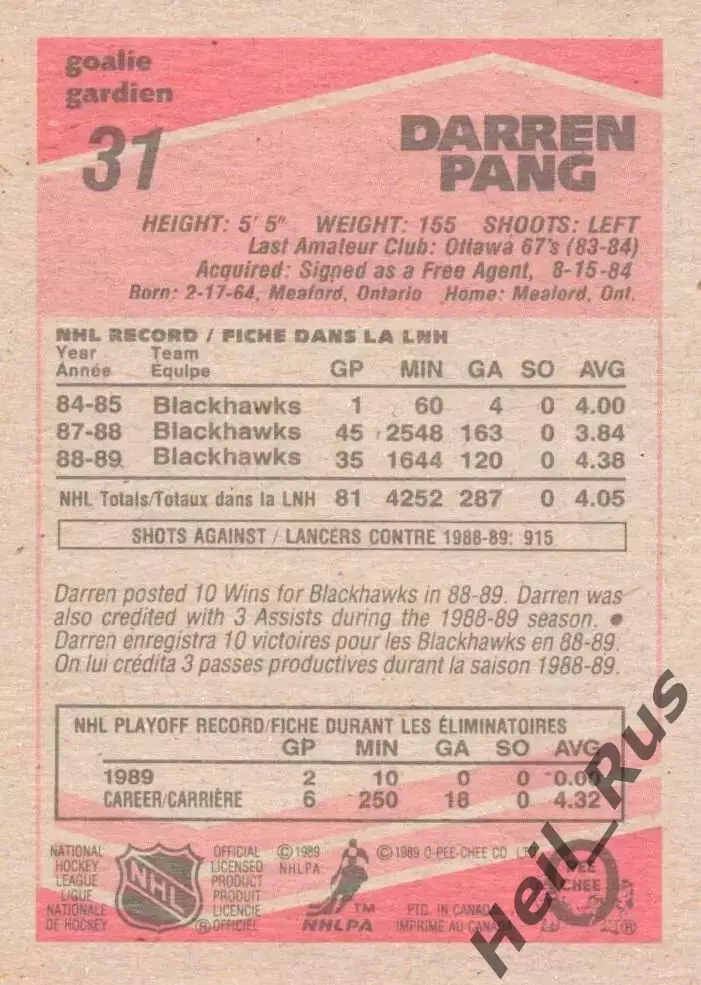 goalie
gardien
31
DARREN
PANG
HEIGHT: 5' 5" WEIGHT: 155 SHOOTS: LEFT
Last Amateur Club: Ottawa 67's (83-84)
Acquired: Signed as a Free Agent, 8-15-84
Born: 2-17-64, Meaford, Ontario Home: Meaford, Ont.
NHL RECORD / FICHE DANS LA LNH
Year Team
Année Équipe GP MIN GA SO AVG
84-85 Blackhawks 1 60 4 0 4.00
87-88 Blackhawks 45 2548 163 0 3.84
88-89 Blackhawks 35 1644 120 0 4.38
NHL Totals/Totaux dans la LNH 81 4252 287 0 4.05
SHOTS AGAINST / LANCERS CONTRE 1988-89: 915
Darren posted 10 Wins for Blackhawks in 88-89. Darren was
also credited with 3 Assists during the 1988-89 season. •
Darren enregistra 10 victoires pour les Blackhawks en 88-89.
On lui crédita 3 passes productives durant la saison 1988-89.
NHL PLAYOFF RECORD/FICHE DURANT LES ÉLIMINATOIRES
GP MIN GA SO AVG
1989 2 10 0 0 0.00
CAREER/CARRIÈRE 6 250 18 0 4.32
NATIONAL
HOCKEY
LEAGUE
LIGUE
NATIONALE
DE HOCKEY
NHL
OFFICIAL
LICENSED
PRODUCT
PRODUIT
LICENCIE
® OFFICIEL
© 1989
NHLPA
TM
NHLPA
© 1989 O-PEE-CHEE CO. LTD
PTD. IN CANADA
IMPRIMÉ AU CANADA
O
PEE
CHEE
®
Heil_Rus